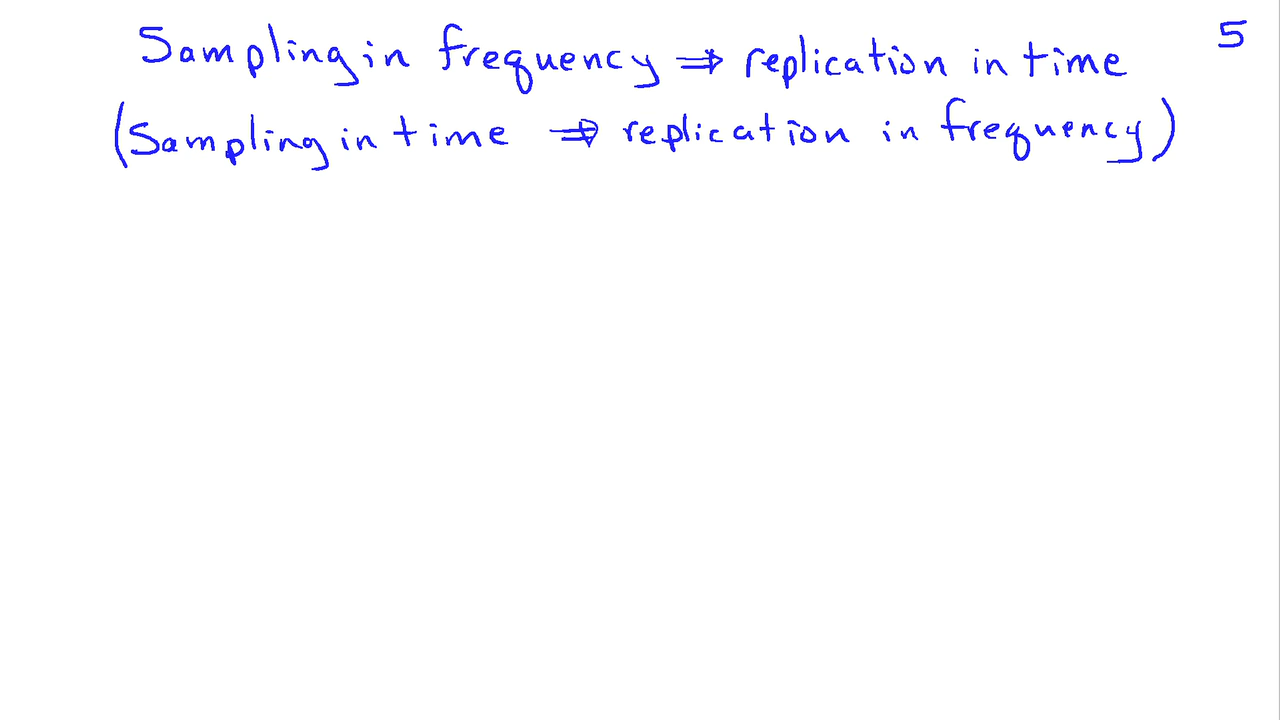 Sampling in frequency ⇒ replication in time
(Sampling in time ⇒ replication in frequency)
5